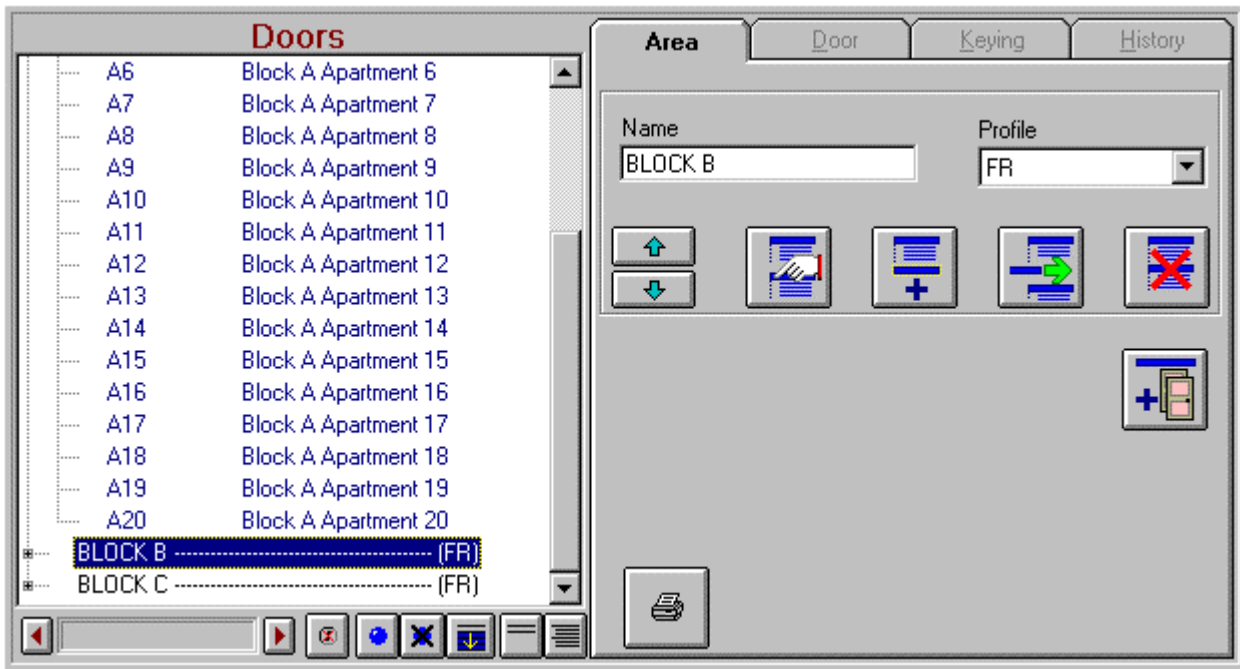 Doors
A6 Block A Apartment 6
A7 Block A Apartment 7
A8 Block A Apartment 8
A9 Block A Apartment 9
A10 Block A Apartment 10
A11 Block A Apartment 11
A12 Block A Apartment 12
A13 Block A Apartment 13
A14 Block A Apartment 14
A15 Block A Apartment 15
A16 Block A Apartment 16
A17 Block A Apartment 17
A18 Block A Apartment 18
A19 Block A Apartment 19
A20 Block A Apartment 20
BLOCK B ------------------------------------------- (FR)
BLOCK C ------------------------------------------- (FR)
Area Door Keying History
Name Profile
BLOCK B FR